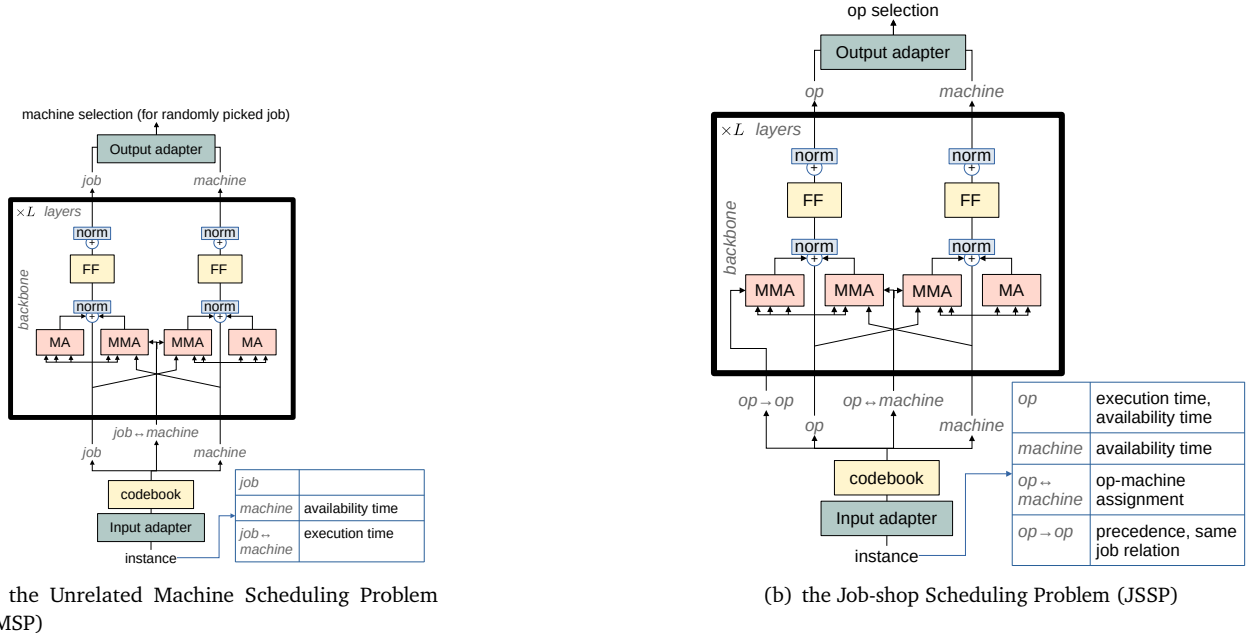 machine selection (for randomly picked job)
Output adapter
job
machine
×L layers
norm
+
norm
+
FF
FF
backbone
norm
+
norm
+
MA
MMA
MMA
MA
job↔machine
job
machine
codebook
Input adapter
instance
job
machine
availability time
job↔
machine
execution time
the Unrelated Machine Scheduling Problem
MSP)
op selection
Output adapter
op
machine
×L layers
norm
+
norm
+
FF
FF
backbone
norm
+
norm
+
MMA
MMA
MMA
MA
op→op
op↔machine
op
machine
codebook
Input adapter
instance
op
execution time,
availability time
machine
availability time
op↔
machine
op-machine
assignment
op→op
precedence, same
job relation
(b) the Job-shop Scheduling Problem (JSSP)